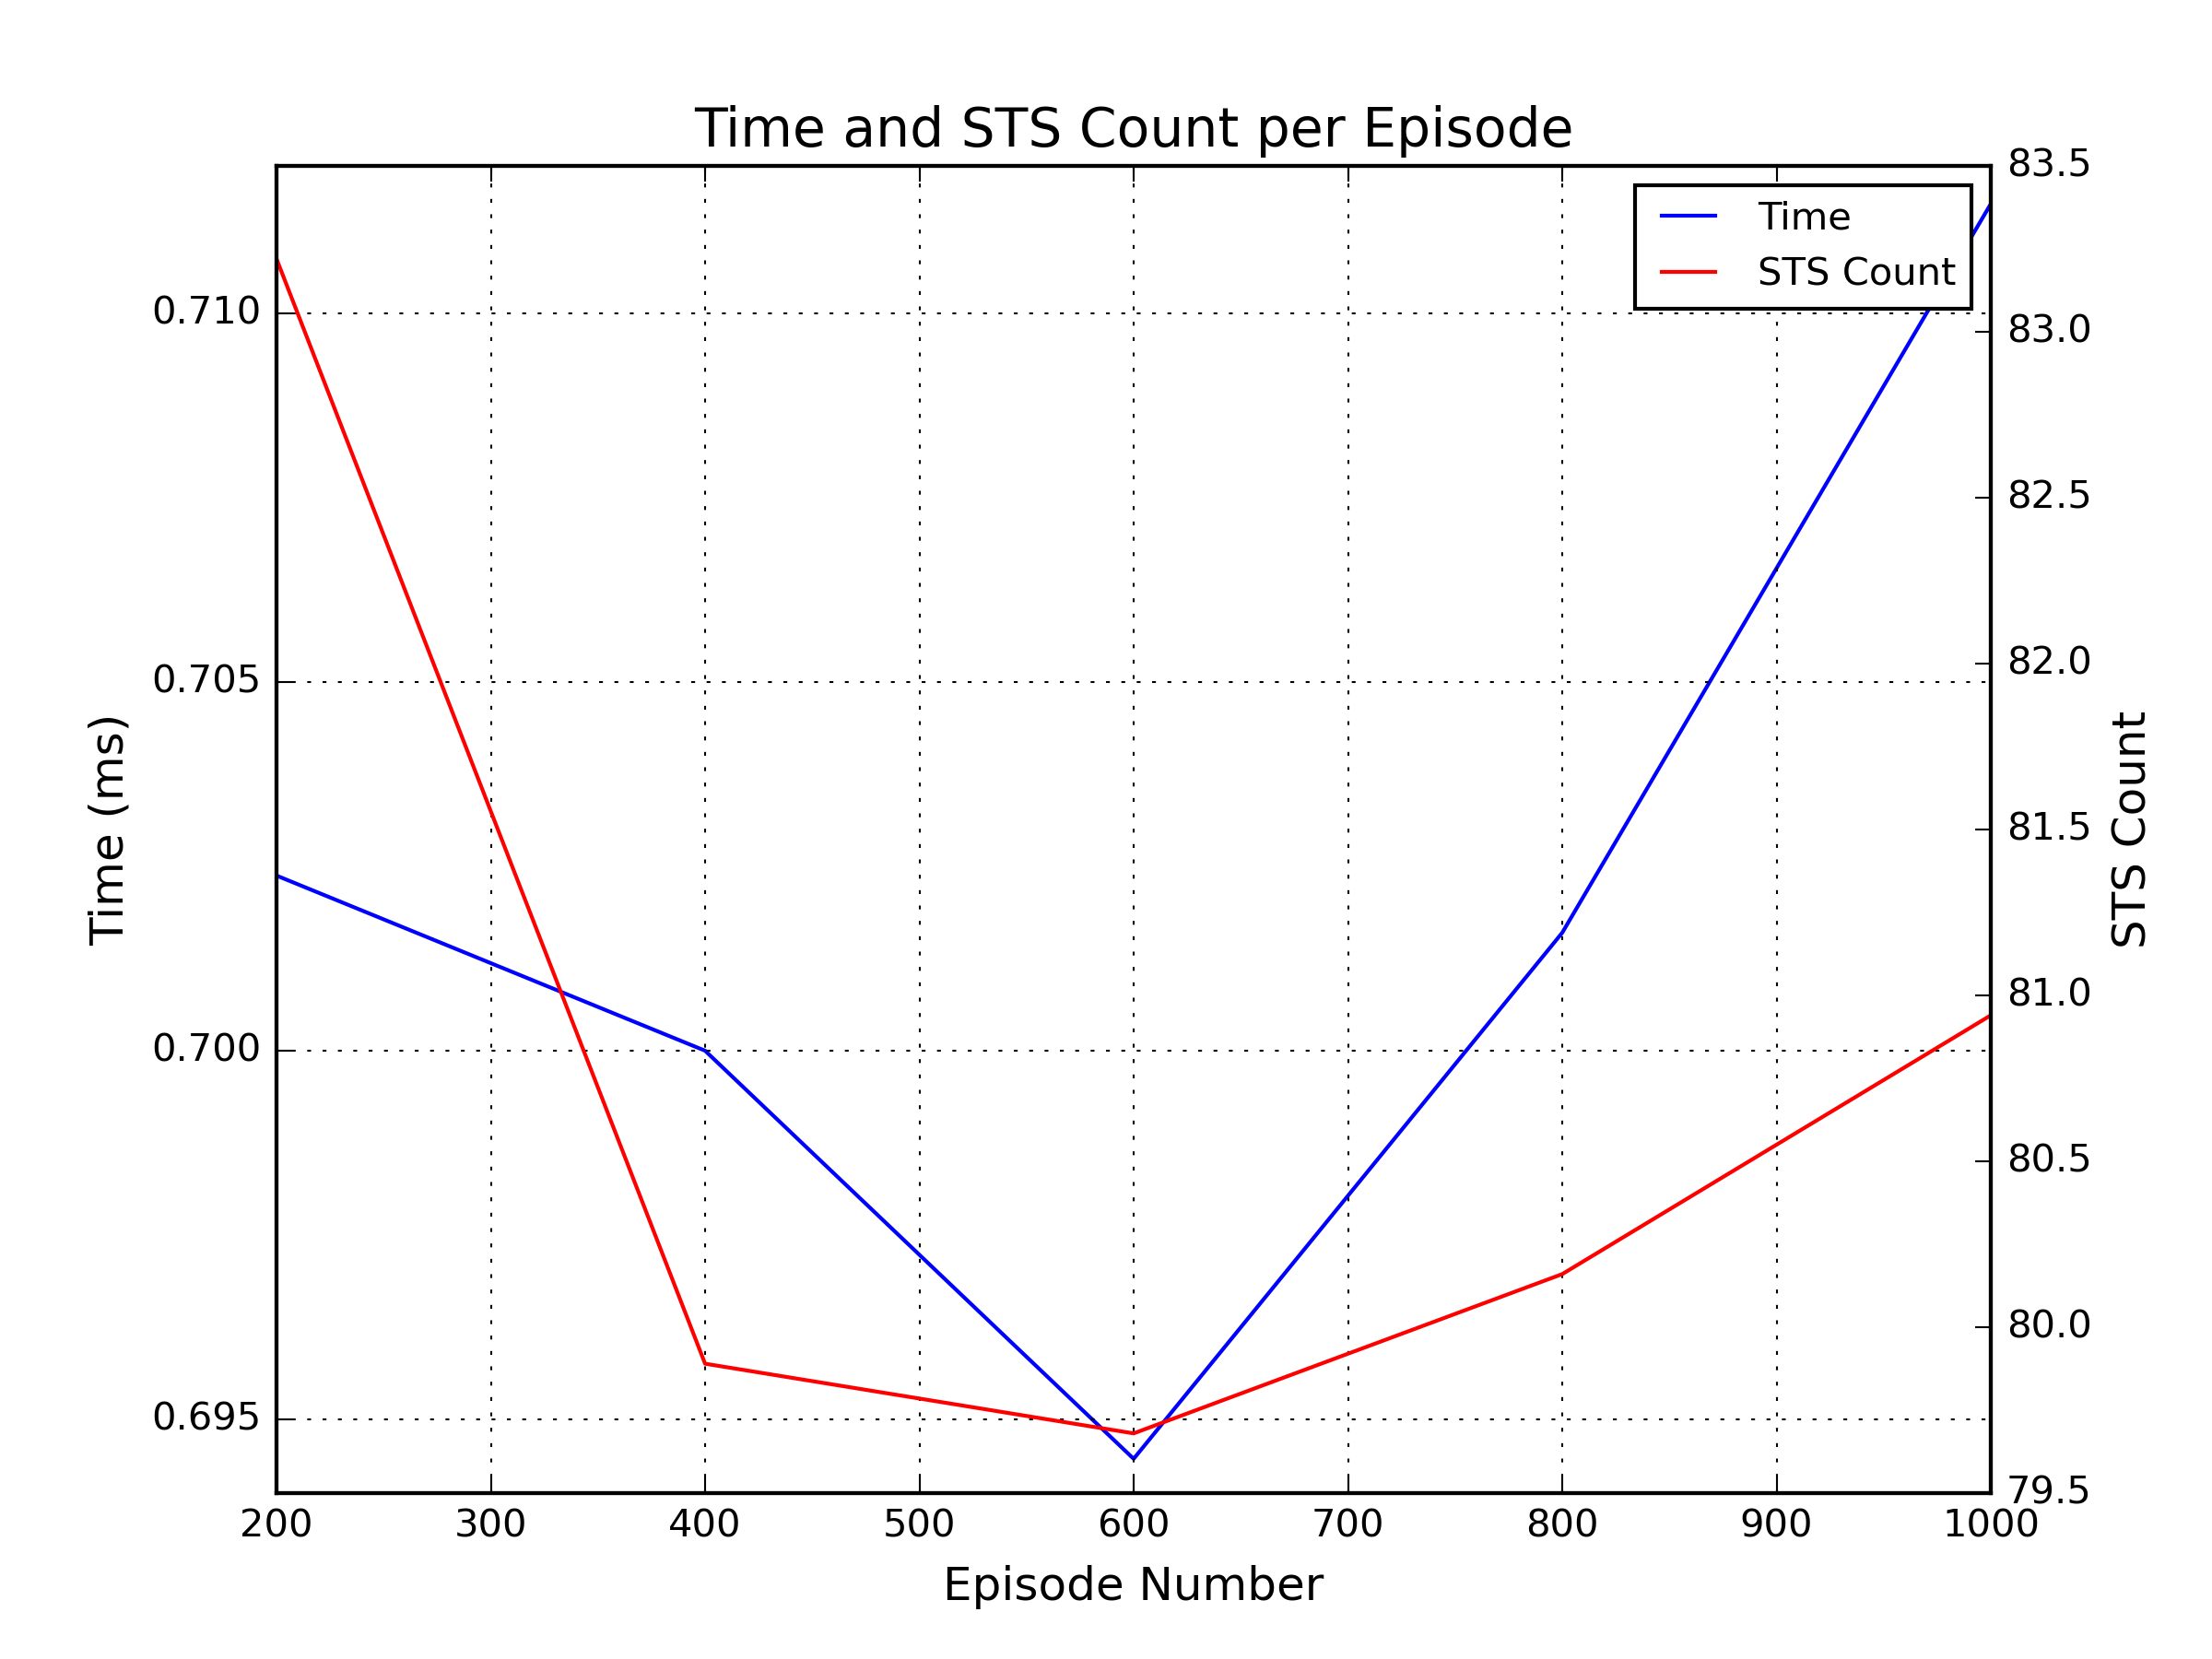 Time and STS Count per Episode
Time
STS Count
0.710
0.705
0.700
0.695
Time (ms)
83.5
83.0
82.5
82.0
81.5
81.0
80.5
80.0
79.5
STS Count
200 300 400 500 600 700 800 900 1000
Episode Number